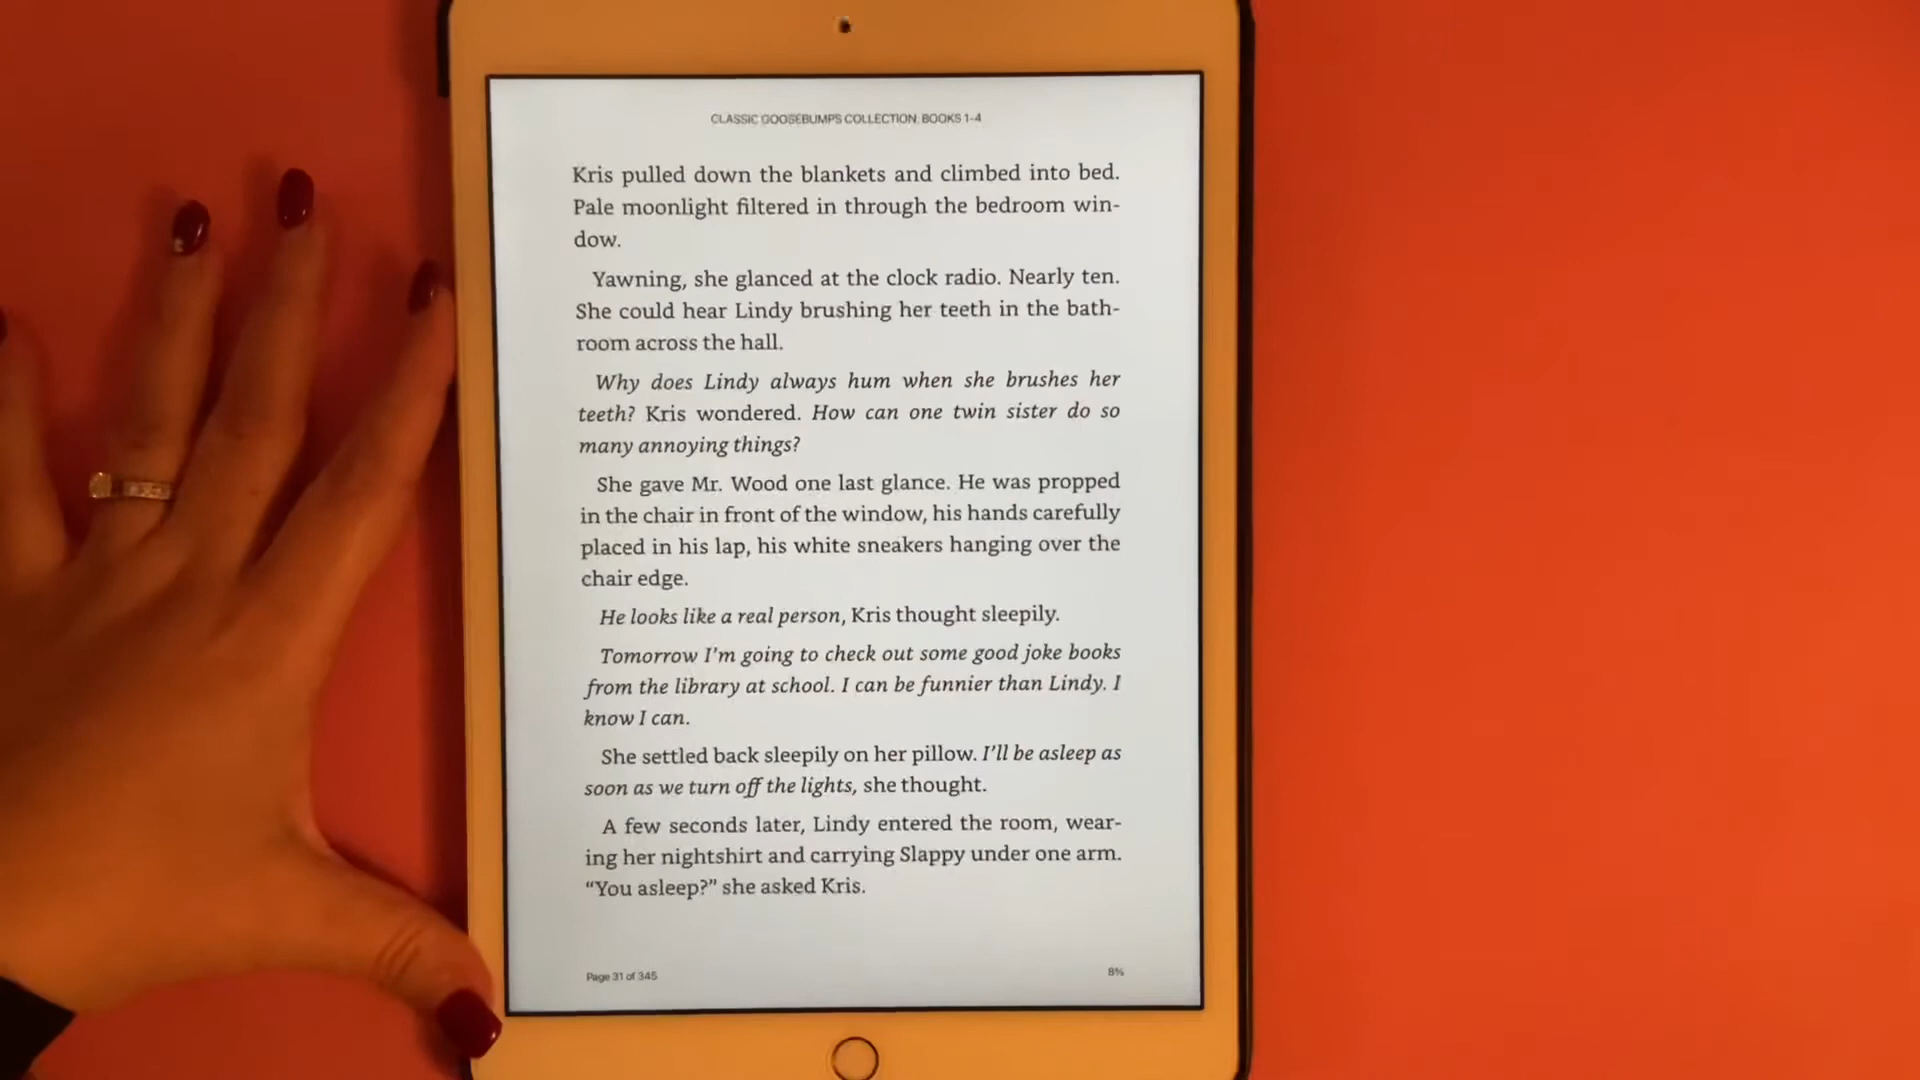 CLASSIC GOOSEBUMPS COLLECTION: BOOKS 1-4
Kris pulled down the blankets and climbed into bed.
Pale moonlight filtered in through the bedroom win-
dow.
Yawning, she glanced at the clock radio. Nearly ten.
She could hear Lindy brushing her teeth in the bath-
room across the hall.
Why does Lindy always hum when she brushes her
teeth? Kris wondered. How can one twin sister do so
many annoying things?
She gave Mr. Wood one last glance. He was propped
in the chair in front of the window, his hands carefully
placed in his lap, his white sneakers hanging over the
chair edge.
He looks like a real person, Kris thought sleepily.
Tomorrow I’m going to check out some good joke books
from the library at school. I can be funnier than Lindy. I
know I can.
She settled back sleepily on her pillow. I’ll be asleep as
soon as we turn off the lights, she thought.
A few seconds later, Lindy entered the room, wear-
ing her nightshirt and carrying Slappy under one arm.
“You asleep?” she asked Kris.
Page 31 of 345
8%